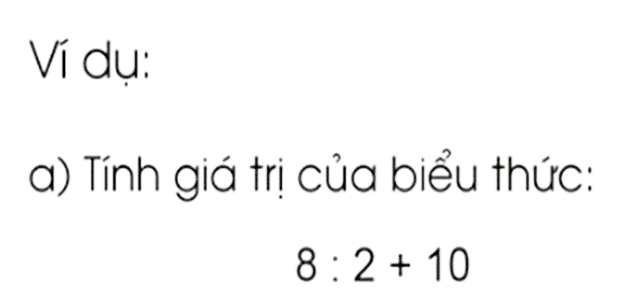 Ví dụ:
a) Tính giá trị của biểu thức:
8 : 2 + 10